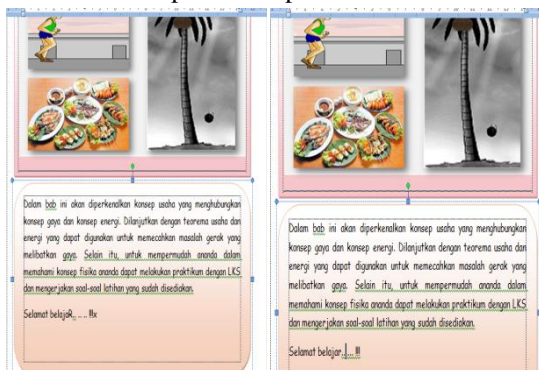 Dalam bab ini akan diperkenalkan konsep usaha yang menghubungkan
konsep gaya dan konsep energi. Dilanjutkan dengan teorema usaha dan
energi yang dapat digunakan untuk memecahkan masalah gerak yang
melibatkan gaya. Selain itu, untuk mempermudah ananda dalam
memahami konsep fisika ananda dapat melakukan praktikum dengan LKS
dan mengerjakan soal-soal latihan yang sudah disediakan.
Dalam bab ini akan diperkenalkan konsep usaha yang menghubungkan
konsep gaya dan konsep energi. Dilanjutkan dengan teorema usaha dan
energi yang dapat digunakan untuk memecahkan masalah gerak yang
melibatkan gaya. Selain itu, untuk mempermudah ananda dalam
memahami konsep fisika ananda dapat melakukan praktikum dengan LKS
dan mengerjakan soal-soal latihan yang sudah disediakan.
Selamat belajar..... !!!